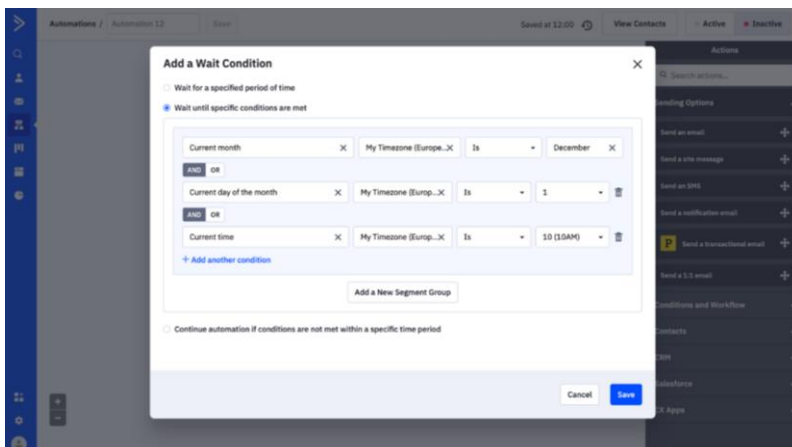 Automations / Automation 12 Save Saved at 12:00 View Contacts Active Inactive
Actions
Search actions...
Add a Wait Condition
Wait for a specified period of time
Wait until specific conditions are met
Current month My Timezone (Europe.. Is December
AND OR
Current day of the month My Timezone (Europ... Is 1
AND OR
Current time My Timezone (Europ... Is 10 (10AM)
+ Add another condition
Add a New Segment Group
Continue automation if conditions are not met within a specific time period
Cancel Save
Sending Options
Send an email
Send a site message
Send an SMS
Send a notification email
P Send a transactional email
Send a 1:1 email
Conditions and Workflow
Contacts
CRM
Salesforce
CX Apps